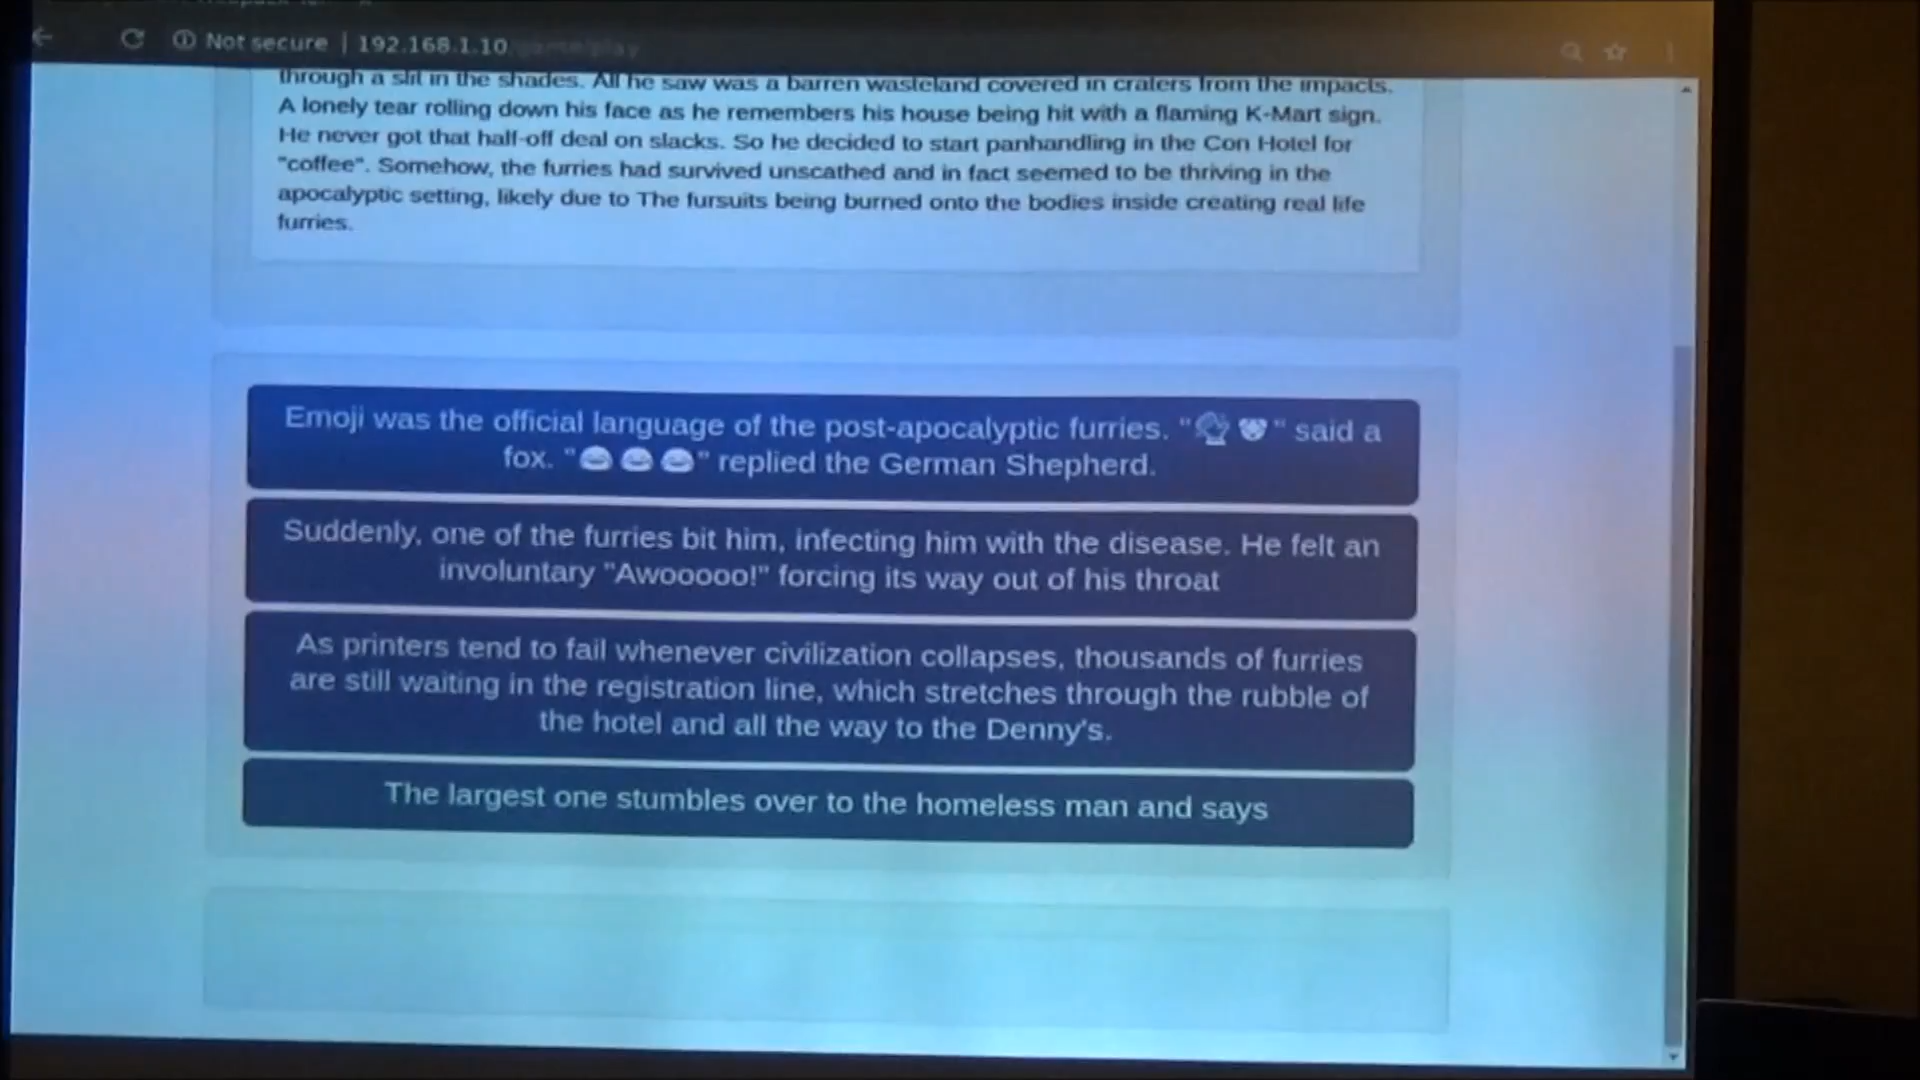 Not secure | 192.168.1.10/game/play
through a slit in the shades. All he saw was a barren wasteland covered in craters from the impacts.
A lonely tear rolling down his face as he remembers his house being hit with a flaming K-Mart sign.
He never got that half-off deal on slacks. So he decided to start panhandling in the Con Hotel for
"coffee". Somehow, the furries had survived unscathed and in fact seemed to be thriving in the
apocalyptic setting, likely due to The fursuits being burned onto the bodies inside creating real life
furries.
Emoji was the official language of the post-apocalyptic furries. " " said a
fox. " " replied the German Shepherd.
Suddenly, one of the furries bit him, infecting him with the disease. He felt an
involuntary "Awooooo!" forcing its way out of his throat
As printers tend to fail whenever civilization collapses, thousands of furries
are still waiting in the registration line, which stretches through the rubble of
the hotel and all the way to the Denny's.
The largest one stumbles over to the homeless man and says